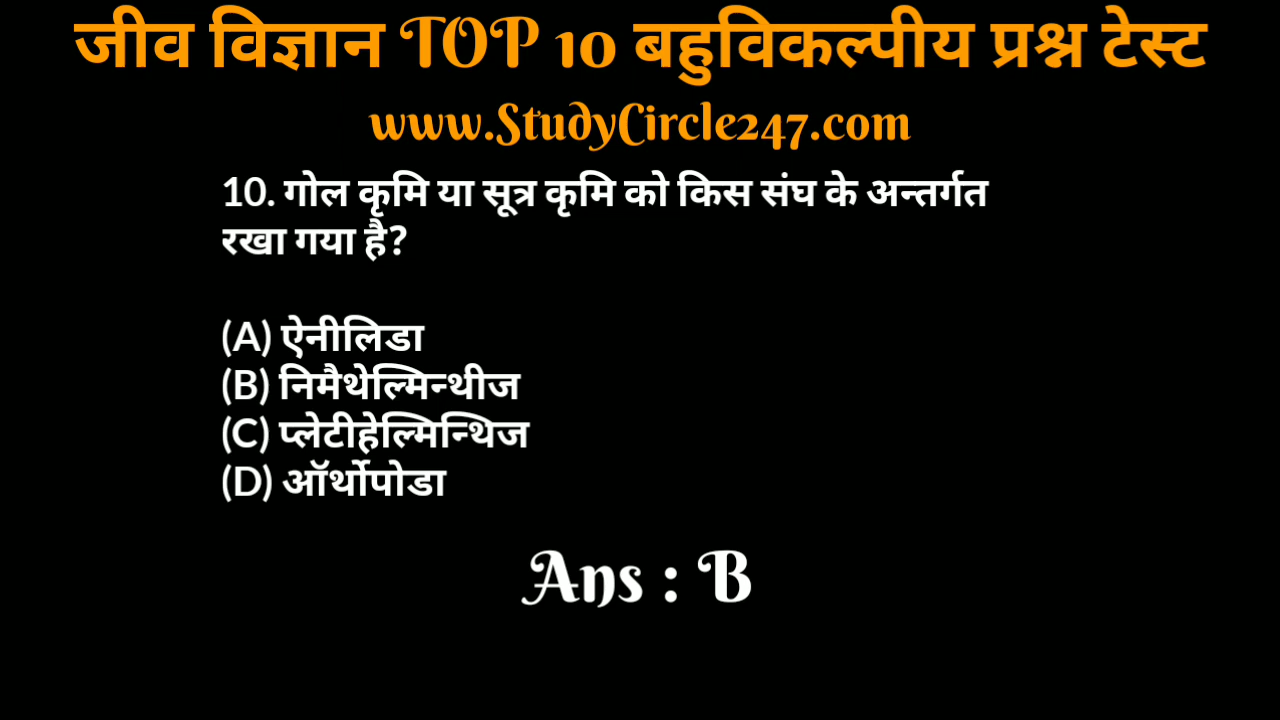 जीव विज्ञान TOP 10 बहुविकल्पीय प्रश्न टेस्ट
www.StudyCircle247.com
10. गोल कृमि या सूत्र कृमि को किस संघ के अन्तर्गत
रखा गया है?
(A) ऐनीलिडा
(B) निमैथेल्मिन्थीज
(C) प्लेटीहेल्मिन्थिज
(D) ऑर्थोपोडा
Ans : B